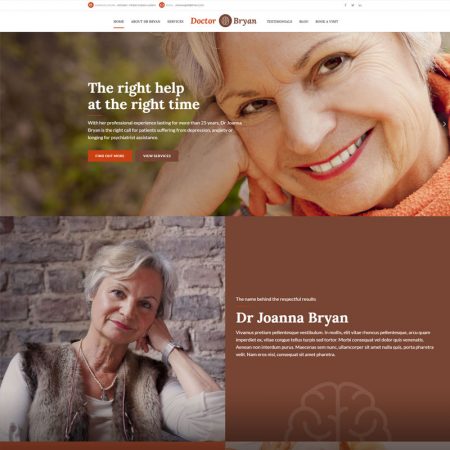 HOME ABOUT DR BRYAN SERVICES Doctor Bryan TESTIMONIALS BLOG BOOK A VISIT
The right help
at the right time
With her professional experience lasting for more than 25 years, Dr Joanna
Bryan is the right call for patients suffering from depression, anxiety or
longing for psychiatrist assistance.
FIND OUT MORE VIEW SERVICES
The name behind the respectful results
Dr Joanna Bryan
Vivamus pretium pellentesque vestibulum. In mollis, elit vitae rhoncus pellentesque, arcu quam
imperdiet ex, vitae congue tellus turpis sed tortor. Morbi consequat vel dolor quis venenatis.
Aenean non interdum purus. Maecenas sem nunc, ullamcorper sit amet nulla quis, porta pharetra
velit. Nam eros nisi, consequat sit amet pharetra.